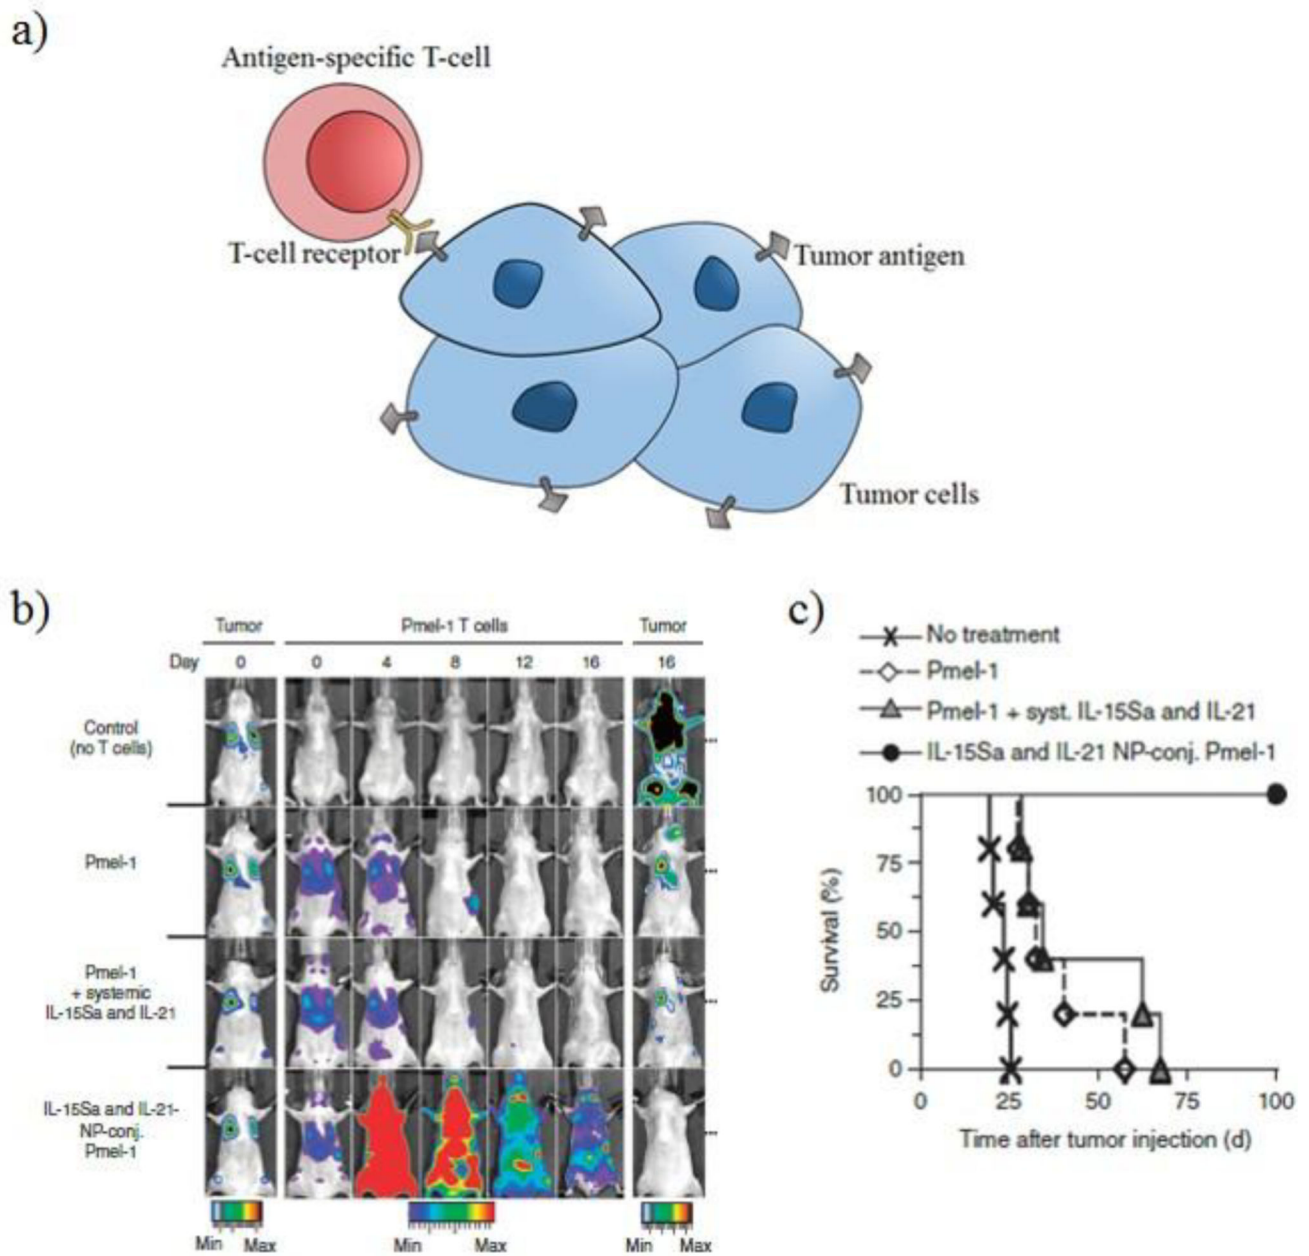 a)
Antigen-specific T-cell
T-cell receptor
Tumor antigen
Tumor cells
b)
Tumor Pmel-1 T cells Tumor
Day 0 0 4 8 12 16 16
Control
(no T cells)
Pmel-1
Pmel-1
+ systemic
IL-15Sa and IL-21
IL-15Sa and IL-21-
NP-conj.
Pmel-1
Min Max Min Max Min Max
c)
No treatment
Pmel-1
Pmel-1 + syst. IL-15Sa and IL-21
IL-15Sa and IL-21 NP-conj. Pmel-1
Survival (%)
100
75
50
25
0
0 25 50 75 100
Time after tumor injection (d)